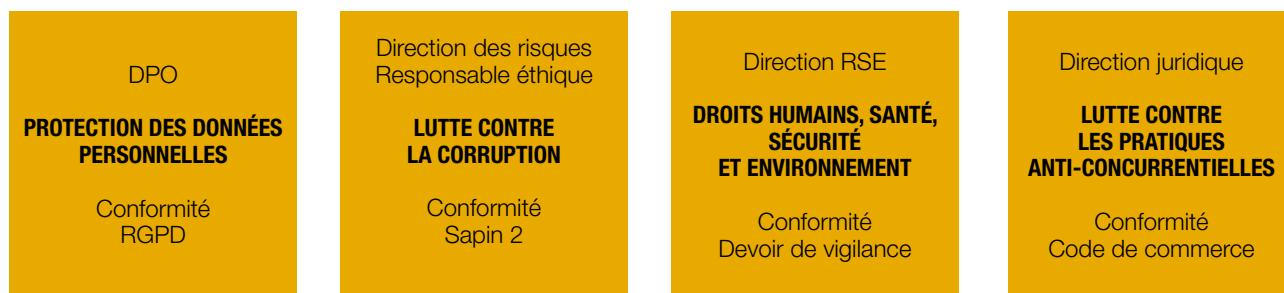 DPO
PROTECTION DES DONNÉES
PERSONNELLES
Conformité
RGPD
Direction des risques
Responsable éthique
LUTTE CONTRE
LA CORRUPTION
Conformité
Sapin 2
Direction RSE
DROITS HUMAINS, SANTÉ,
SÉCURITÉ
ET ENVIRONNEMENT
Conformité
Devoir de vigilance
Direction juridique
LUTTE CONTRE
LES PRATIQUES
ANTI-CONCURRENTIELLES
Conformité
Code de commerce